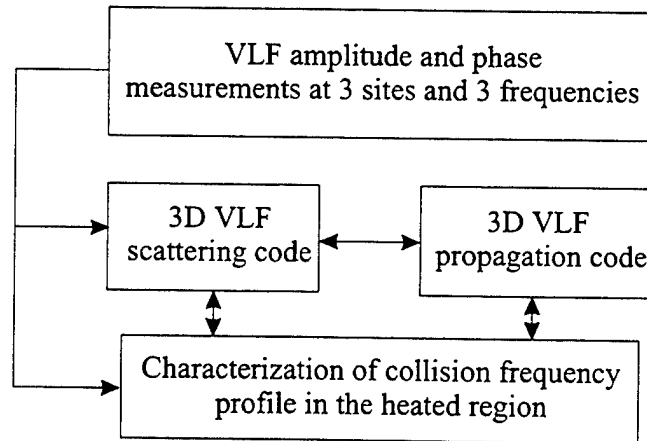 VLF amplitude and phase
measurements at 3 sites and 3 frequencies
3D VLF
scattering code
3D VLF
propagation code
Characterization of collision frequency
profile in the heated region